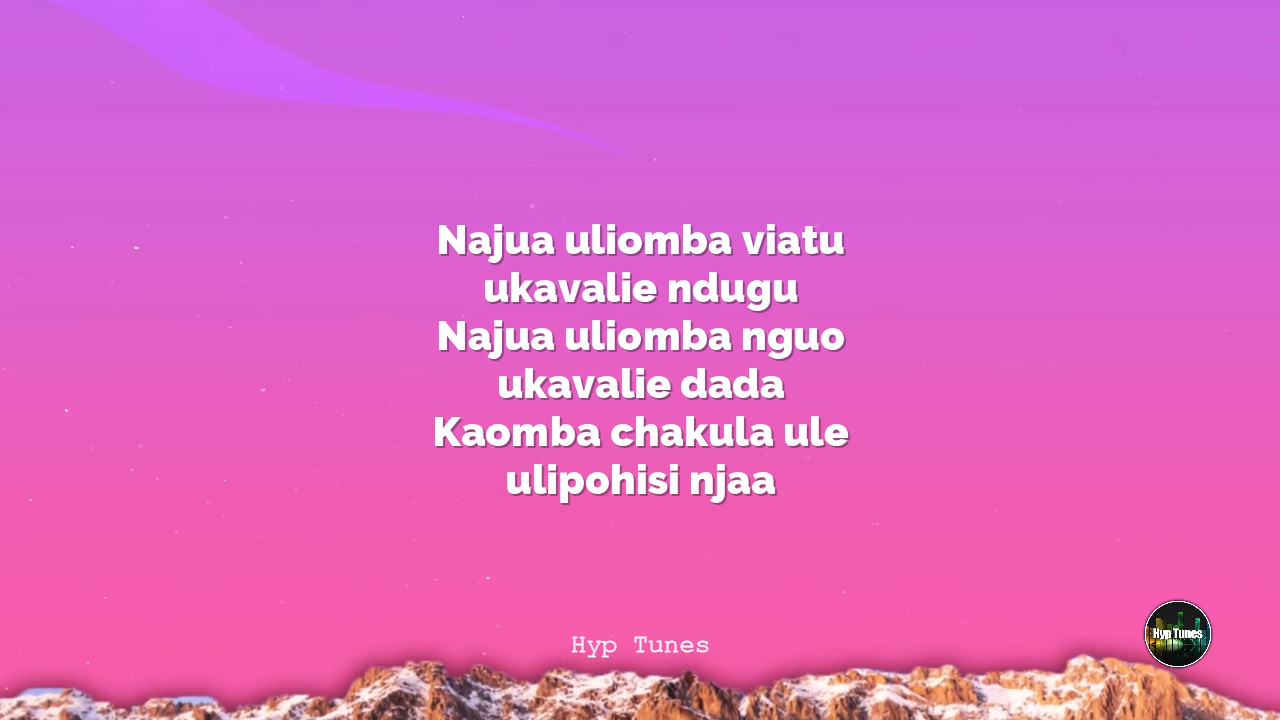 Najua uliomba viatu
ukavalie ndugu
Najua uliomba nguo
ukavalie dada
Kaomba chakula ule
ulipohisi njaa
Hyp Tunes
Hyp Tunes